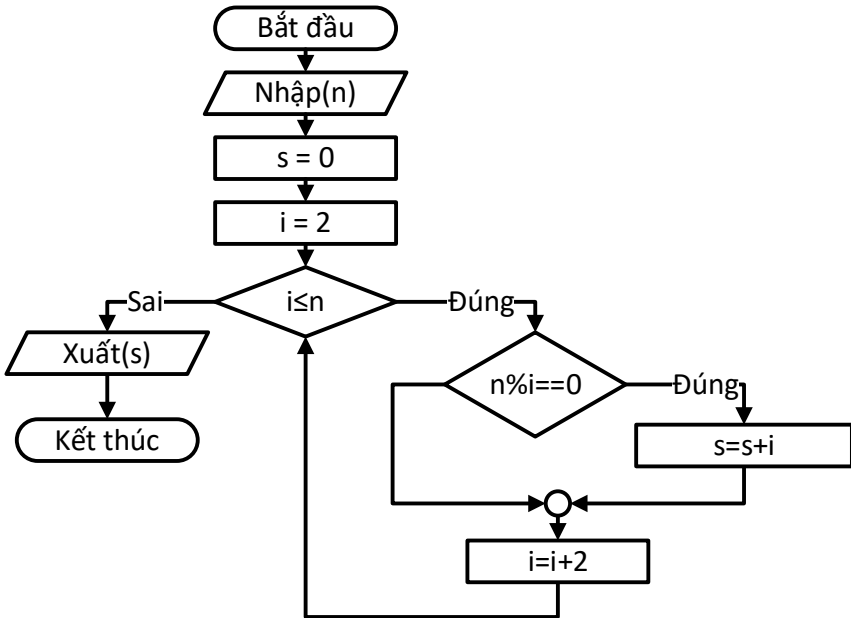 Bắt đầu
Nhập(n)
s = 0
i = 2
i≤n
Sai
Đúng
Xuất(s)
Kết thúc
n%i==0
Đúng
s=s+i
i=i+2